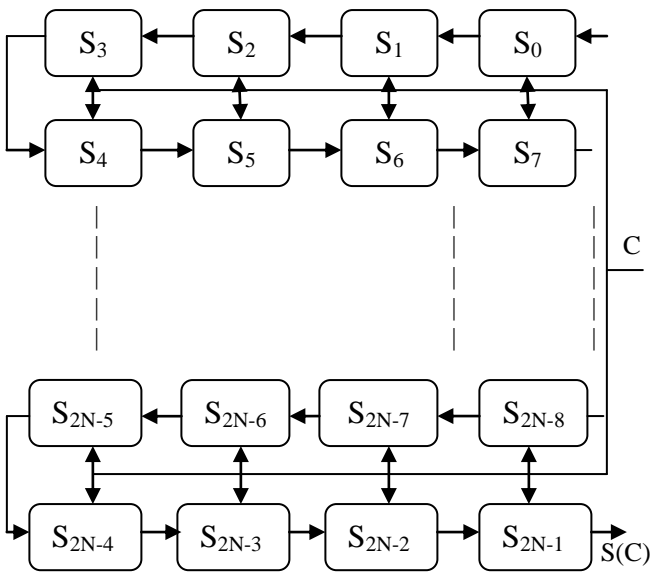 S₃ S₂ S₁ S₀
S₄ S₅ S₆ S₇
C
S₂N₋₅ S₂N₋₆ S₂N₋₇ S₂N₋₈
S₂N₋₄ S₂N₋₃ S₂N₋₂ S₂N₋₁
S(C)